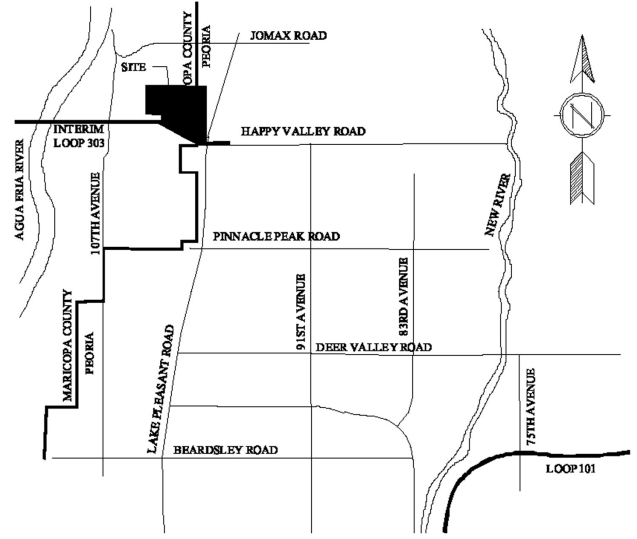 JOMAX ROAD
OPA COUNTY
PEORIA
SITE
INTERIM
LOOP 303
HAPPY VALLEY ROAD
N
AGUA FRIA RIVER
107TH AVENUE
NEW RIVER
PINNACLE PEAK ROAD
91ST AVENUE
83RD AVENUE
MARICOPA COUNTY
PEORIA
LAKE PLEASANT ROAD
DEER VALLEY ROAD
75TH AVENUE
BEARDSLEY ROAD
LOOP 101